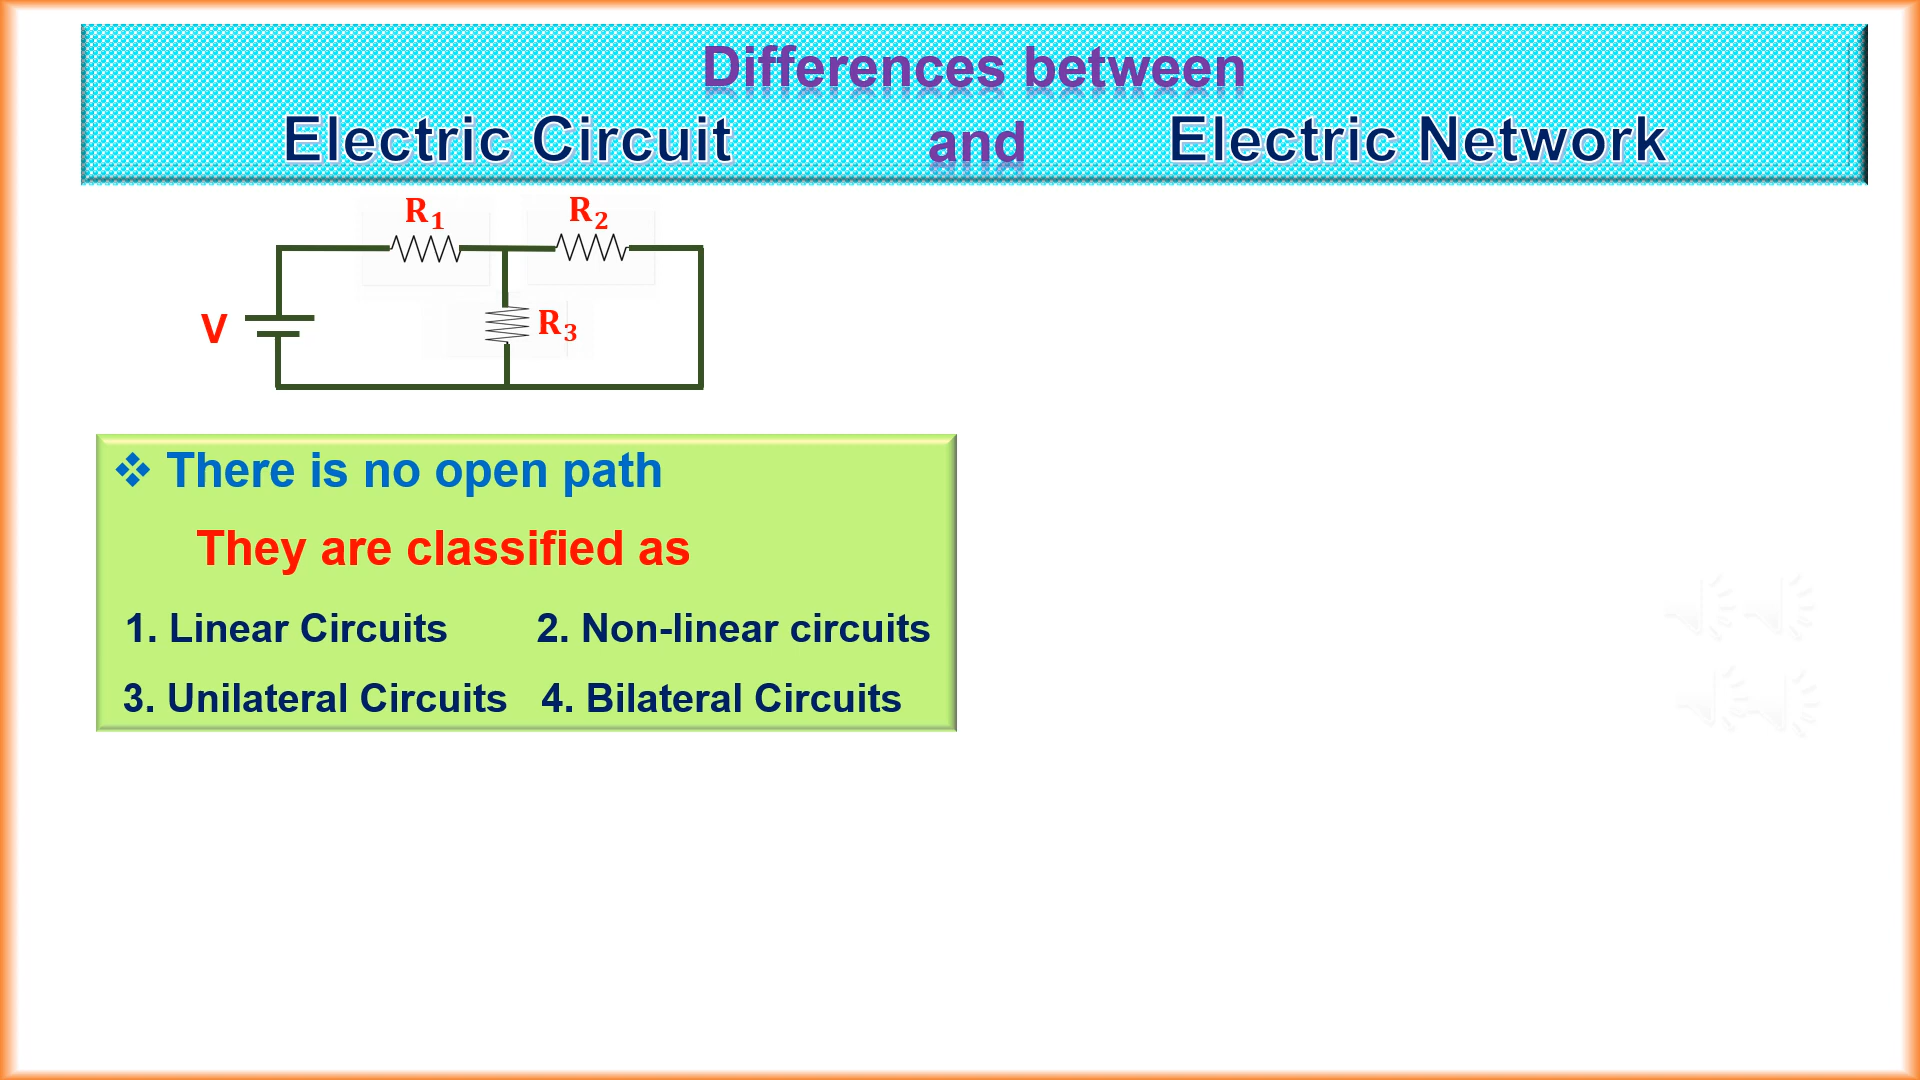 Differences between
Electric Circuit and Electric Network
R1 R2
V R3
❖ There is no open path
They are classified as
1. Linear Circuits 2. Non-linear circuits
3. Unilateral Circuits 4. Bilateral Circuits